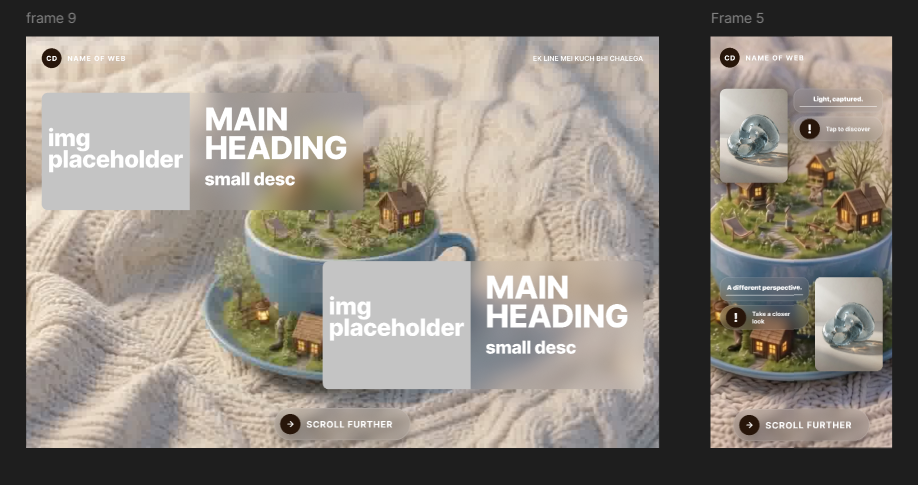 frame 9
CD NAME OF WEB
EK LINE MEI KUCH BHI CHALEGA
img
placeholder
MAIN
HEADING
small desc
img
placeholder
MAIN
HEADING
small desc
SCROLL FURTHER
Frame 5
CD NAME OF WEB
Light, captured.
! Tap to discover
A different perspective.
! Take a closer
look
SCROLL FURTHER